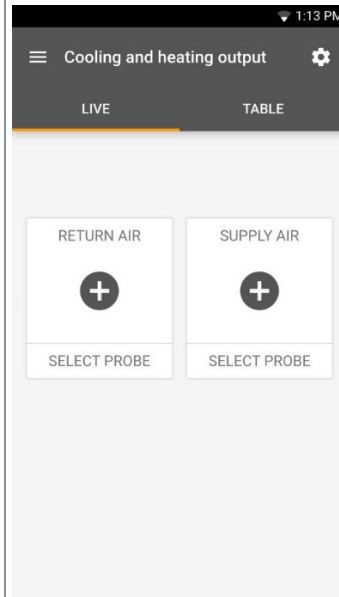 1:13 PM
Cooling and heating output
LIVE TABLE
RETURN AIR SUPPLY AIR
SELECT PROBE SELECT PROBE